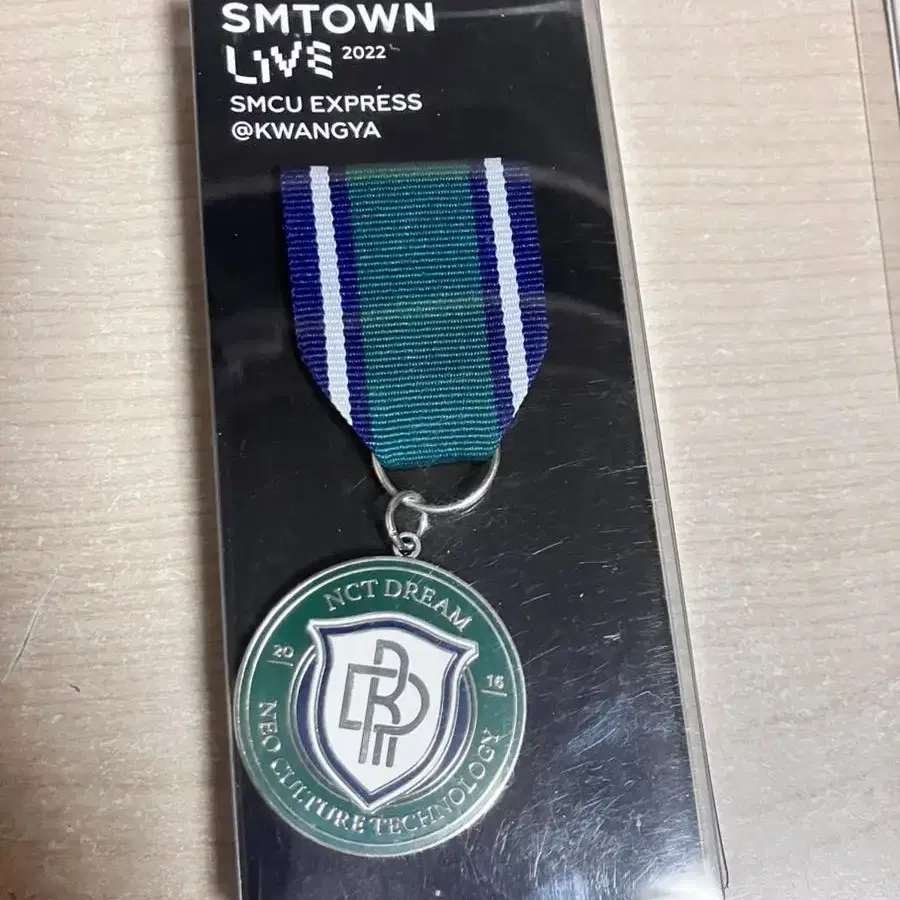 SMTOWN
LIVE 2022
SMCU EXPRESS
@KWANGYA
NCT DREAM
20
16
NEO CULTURE TECHNOLOGY